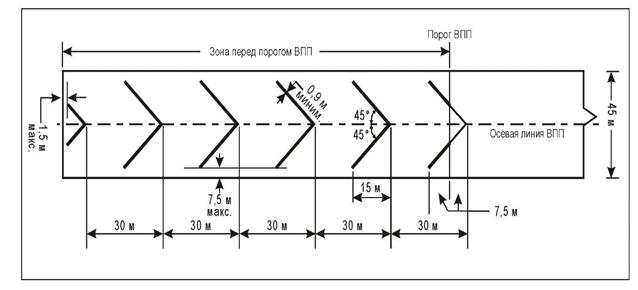 Порог ВПП
Зона перед порогом ВПП
1,5 м
макс.
0,9 м
миним.
45°
45°
Осевая линия ВПП
45 м
7,5 м
макс.
15 м
7,5 м
30 м
30 м
30 м
30 м
30 м